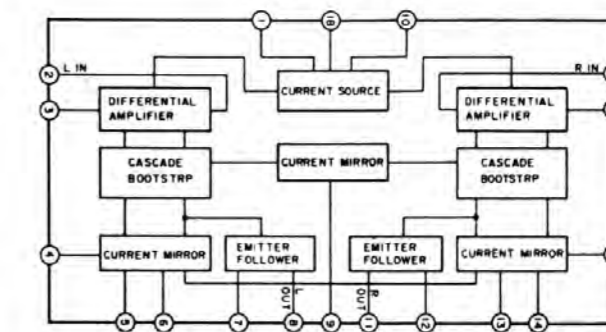 1
18
10
2
L IN
R IN
3
CURRENT SOURCE
DIFFERENTIAL
AMPLIFIER
DIFFERENTIAL
AMPLIFIER
CASCADE
BOOTSTRP
CURRENT MIRROR
CASCADE
BOOTSTRP
4
CURRENT MIRROR
EMITTER
FOLLOWER
EMITTER
FOLLOWER
CURRENT MIRROR
L
OUT
R
OUT
5
6
7
8
9
11
12
13
14